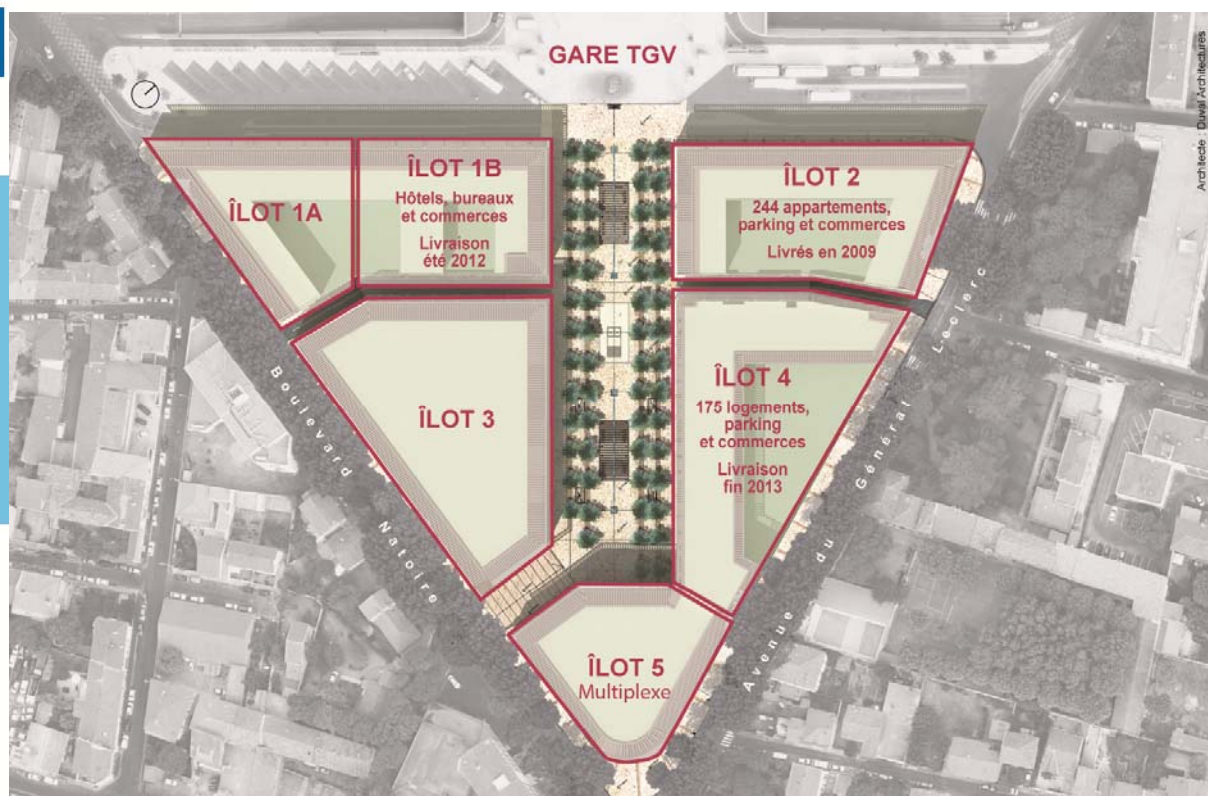 GARE TGV
Architecte : Duval Architectures
ÎLOT 1A
ÎLOT 1B
Hôtels, bureaux
et commerces
Livraison
été 2012
ÎLOT 2
244 appartements,
parking et commerces
Livrés en 2009
ÎLOT 3
ÎLOT 4
175 logements,
parking
et commerces
Livraison
fin 2013
ÎLOT 5
Multiplexe
Boulevard Natoire
Avenue du Général Leclerc